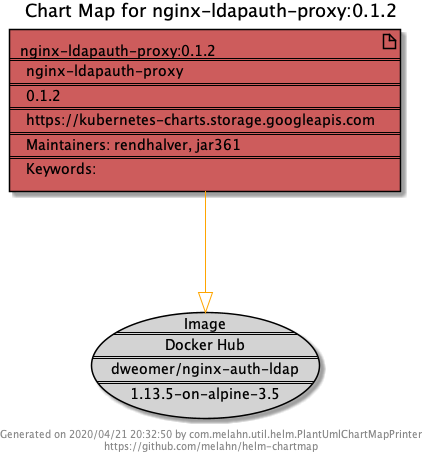 Chart Map for nginx-ldapauth-proxy:0.1.2
nginx-ldapauth-proxy:0.1.2
nginx-ldapauth-proxy
0.1.2
https://kubernetes-charts.storage.googleapis.com
Maintainers: rendhalver, jar361
Keywords:
Image
Docker Hub
dweomer/nginx-auth-ldap
1.13.5-on-alpine-3.5
Generated on 2020/04/21 20:32:50 by com.melahn.util.helm.PlantUmlChartMapPrinter
https://github.com/melahn/helm-chartmap